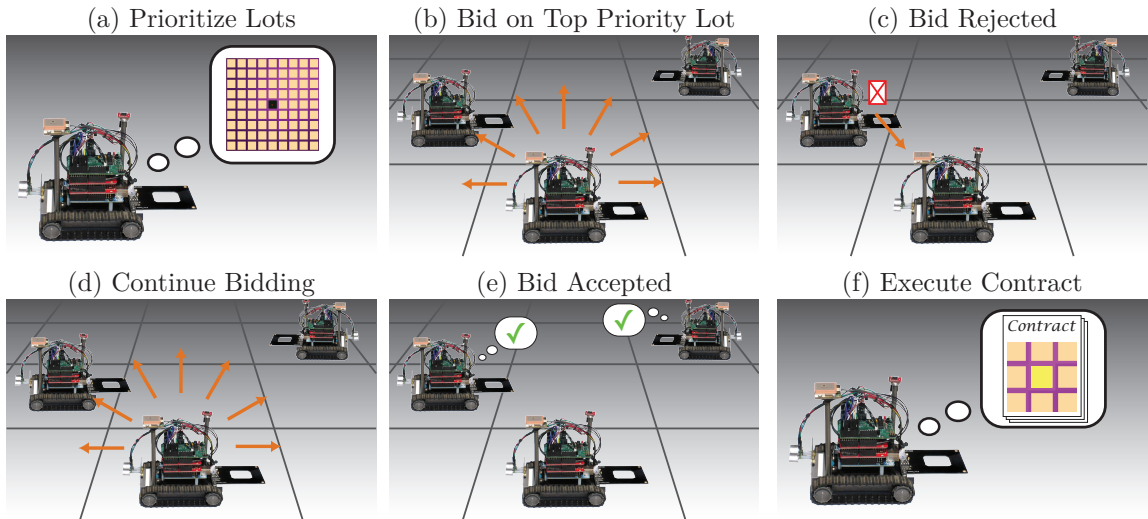 (a) Prioritize Lots
(b) Bid on Top Priority Lot
(c) Bid Rejected
(d) Continue Bidding
(e) Bid Accepted
(f) Execute Contract
Contract